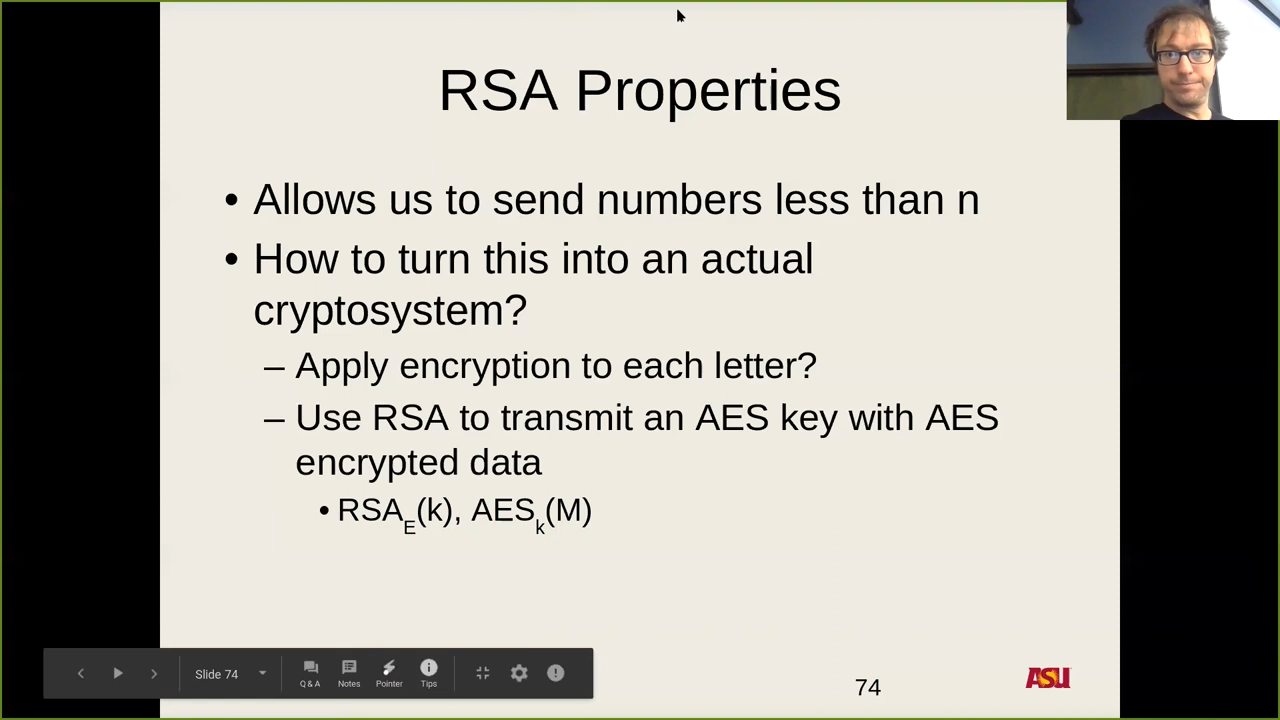 RSA Properties
• Allows us to send numbers less than n
• How to turn this into an actual
cryptosystem?
– Apply encryption to each letter?
– Use RSA to transmit an AES key with AES
encrypted data
• RSA_E(k), AES_k(M)
Slide 74
Q & A
Notes
Pointer
Tips
74
ASU